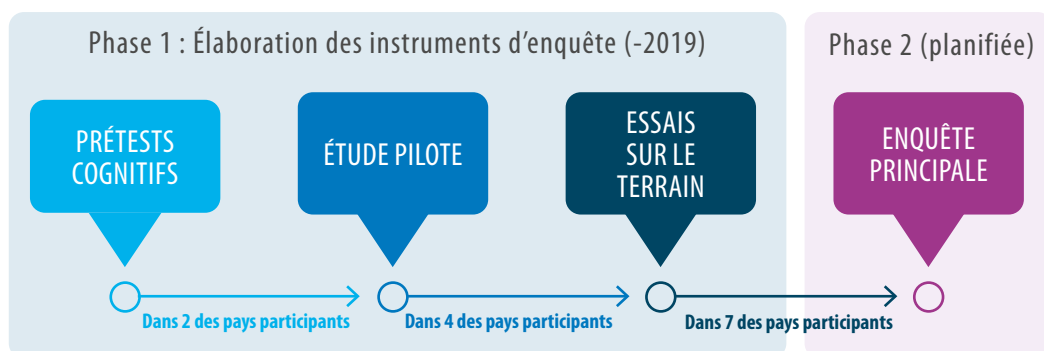 Phase 1 : Élaboration des instruments d’enquête (-2019)
Phase 2 (planifiée)
PRÉTESTS
COGNITIFS
ÉTUDE PILOTE
ESSAIS
SUR LE
TERRAIN
ENQUÊTE
PRINCIPALE
Dans 2 des pays participants
Dans 4 des pays participants
Dans 7 des pays participants